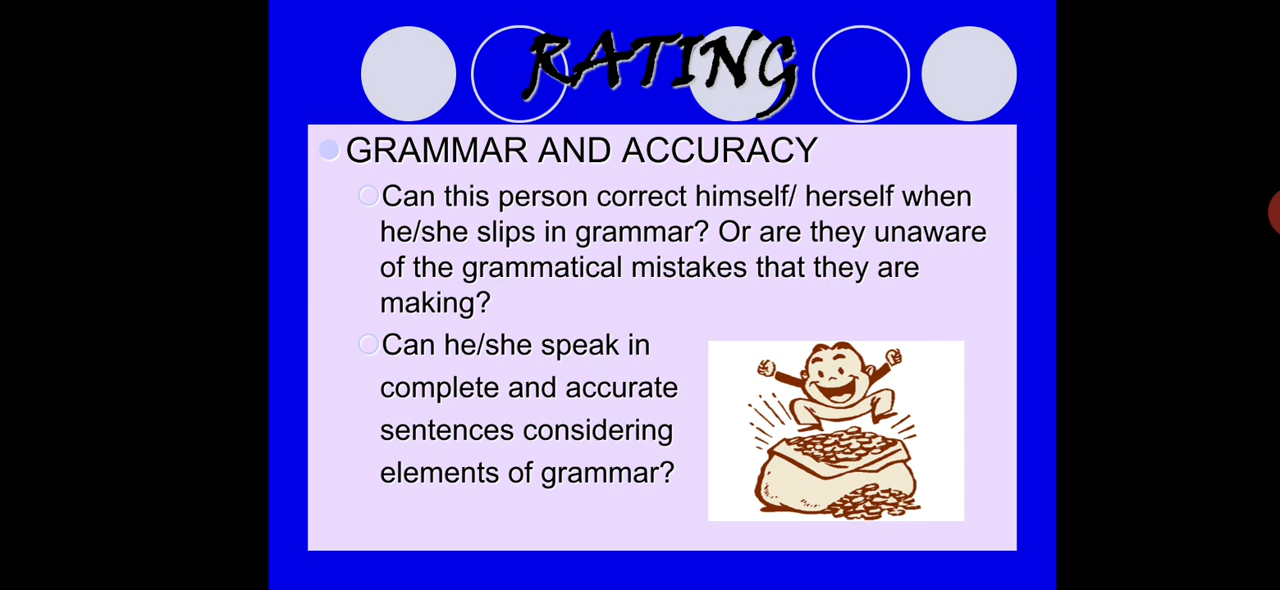 RATING
GRAMMAR AND ACCURACY
Can this person correct himself/ herself when
he/she slips in grammar? Or are they unaware
of the grammatical mistakes that they are
making?
Can he/she speak in
complete and accurate
sentences considering
elements of grammar?